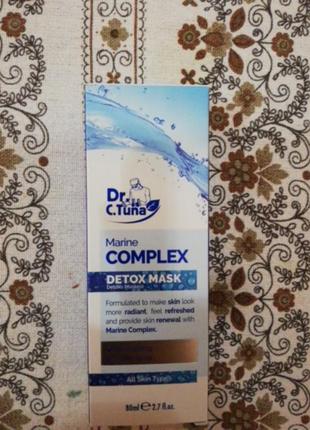 Dr.
C.Tuna
Marine
COMPLEX
DETOX MASK
Formulated to make skin look
more radiant, feel refreshed
and provide skin renewal with
Marine Complex.
All Skin Types
80ml e 2.7 fl.oz.